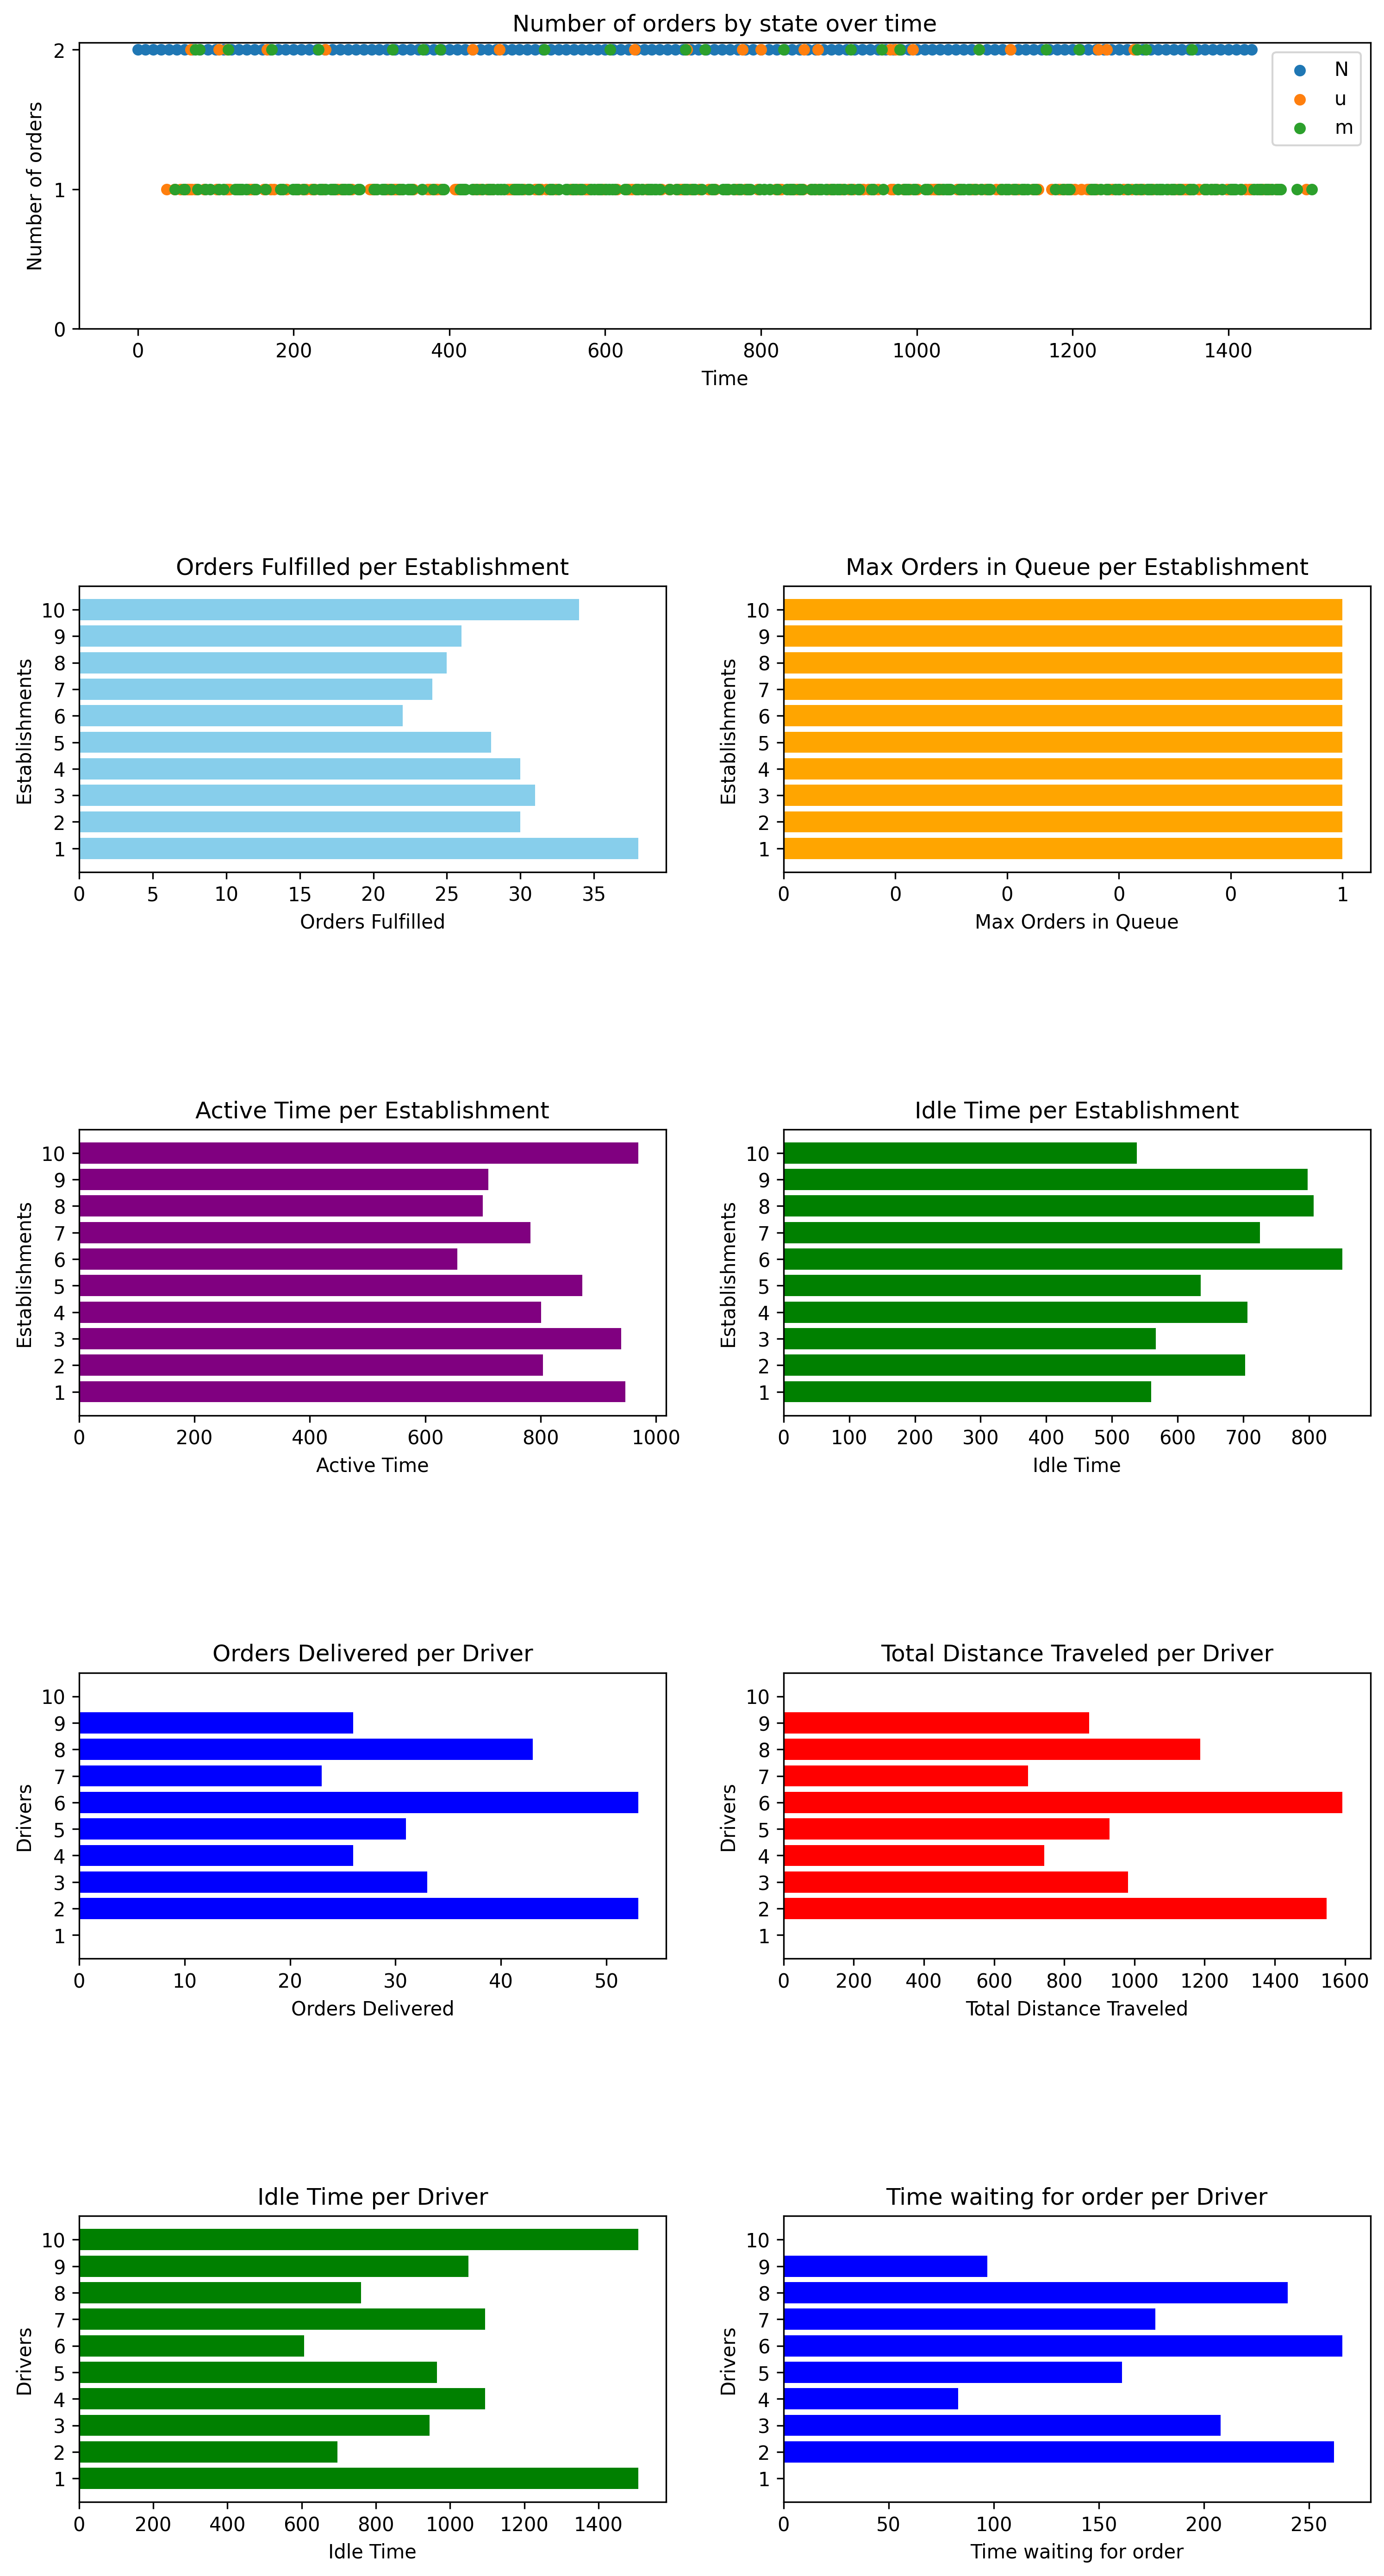 Number of orders by state over time
Number of orders
2
1
0
N
u
m
0 200 400 600 800 1000 1200 1400
Time
Orders Fulfilled per Establishment
Establishments
10
9
8
7
6
5
4
3
2
1
0 5 10 15 20 25 30 35
Orders Fulfilled
Max Orders in Queue per Establishment
Establishments
10
9
8
7
6
5
4
3
2
1
0 0 0 0 0 1
Max Orders in Queue
Active Time per Establishment
Establishments
10
9
8
7
6
5
4
3
2
1
0 200 400 600 800 1000
Active Time
Idle Time per Establishment
Establishments
10
9
8
7
6
5
4
3
2
1
0 100 200 300 400 500 600 700 800
Idle Time
Orders Delivered per Driver
Drivers
10
9
8
7
6
5
4
3
2
1
0 10 20 30 40 50
Orders Delivered
Total Distance Traveled per Driver
Drivers
10
9
8
7
6
5
4
3
2
1
0 200 400 600 800 1000 1200 1400 1600
Total Distance Traveled
Idle Time per Driver
Drivers
10
9
8
7
6
5
4
3
2
1
0 200 400 600 800 1000 1200 1400
Idle Time
Time waiting for order per Driver
Drivers
10
9
8
7
6
5
4
3
2
1
0 50 100 150 200 250
Time waiting for order